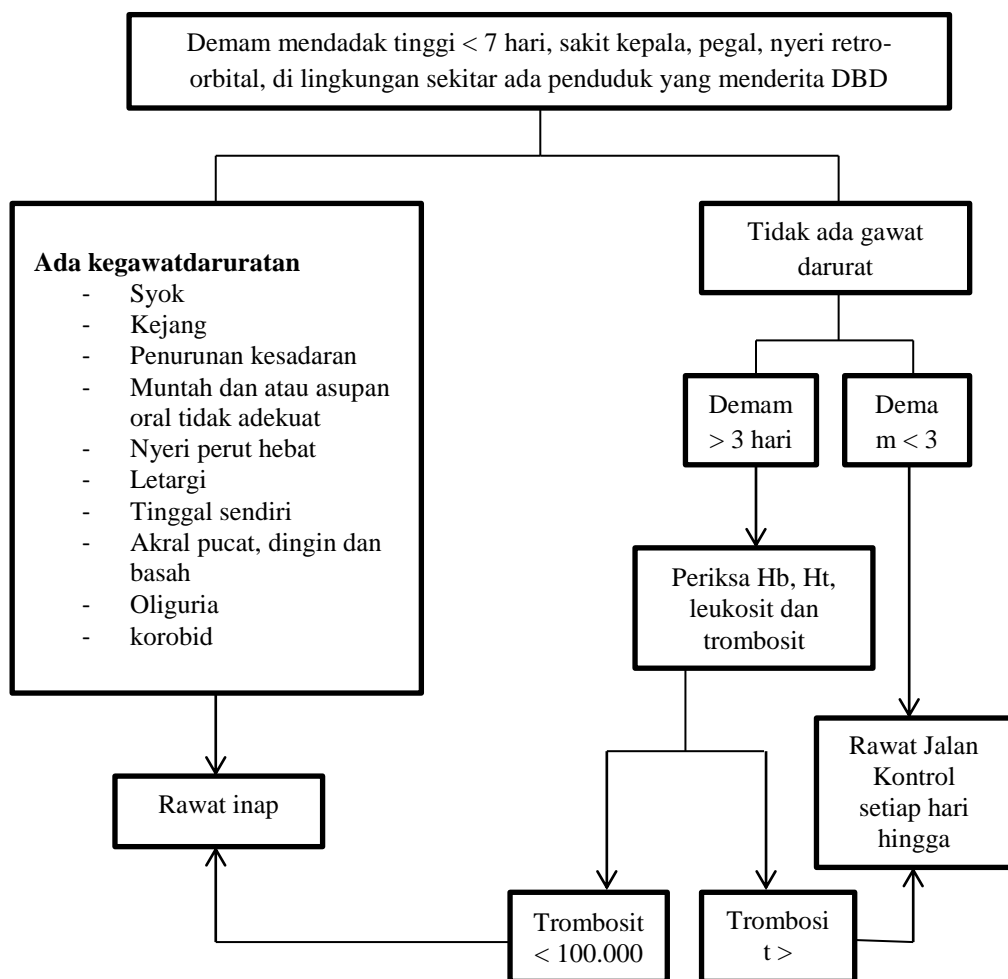 Demam mendadak tinggi < 7 hari, sakit kepala, pegal, nyeri retro-
orbital, di lingkungan sekitar ada penduduk yang menderita DBD
Ada kegawatdaruratan
- Syok
- Kejang
- Penurunan kesadaran
- Muntah dan atau asupan
oral tidak adekuat
- Nyeri perut hebat
- Letargi
- Tinggal sendiri
- Akral pucat, dingin dan
basah
- Oliguria
- korobid
Rawat inap
Tidak ada gawat
darurat
Demam
> 3 hari
Dema
m < 3
Periksa Hb, Ht,
leukosit dan
trombosit
Rawat Jalan
Kontrol
setiap hari
hingga
Trombosit
< 100.000
Trombosi
t >